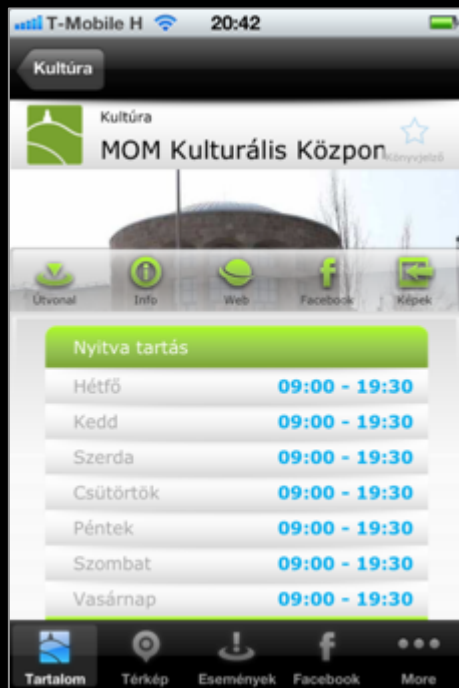 T-Mobile H 20:42
Kultúra
Kultúra
MOM Kulturális Közpon
Könyvjelző
Útvonal Info Web Facebook Képek
Nyitva tartás
Hétfő 09:00 - 19:30
Kedd 09:00 - 19:30
Szerda 09:00 - 19:30
Csütörtök 09:00 - 19:30
Péntek 09:00 - 19:30
Szombat 09:00 - 19:30
Vasárnap 09:00 - 19:30
Tartalom Térkép Események Facebook More